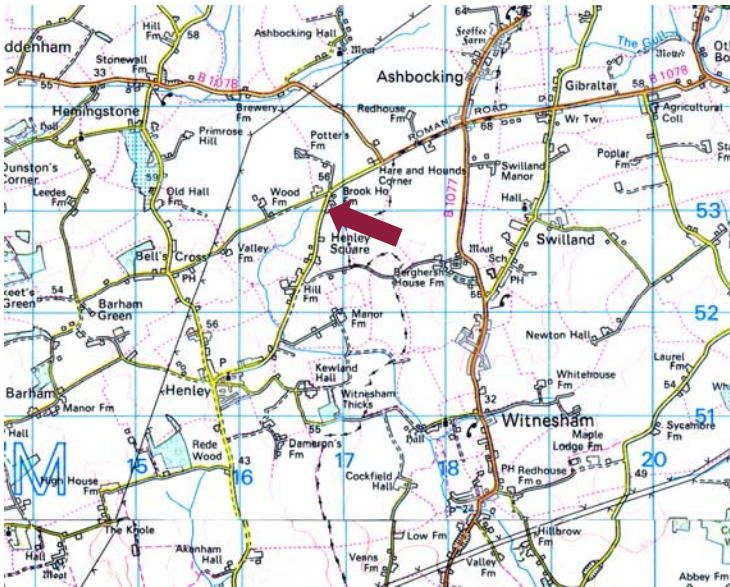 Hill
Fm
58
Ashbocking Hall
Moat
64
Scoffee
Farm
The Gull
Motte
ddenham
Stonewall
Fm
33
55
B 1078
Ashbocking
Gibraltar
58
B 1078
Hemingstone
Hall
Brewery
Fm
Redhouse
Fm
ROMAN ROAD
68
Wr Twr
Agricultural
Coll
Primrose
Hill
Potter's
Fm
Poplar
Fm
Dunston's
Corner
Leedes
Fm
59
Old Hall
Fm
Wood
Fm
56
Hare and Hounds
Corner
Brook Ho
Fm
B 1077
Swilland
Manor
Hall
53
Henley
Square
Swilland
Bell's Cross
PH
Valley
Fm
Moat
Sch
PH
54
Barham
Green
Hill
Fm
Berghersh
House Fm
55
56
Manor
Fm
52
Newton Hall
P
Kewland
Hall
Laurel
Fm
54
Barham
Henley
Whitehouse
Fm
Manor Fm
Hall
55
Witnesham
Thicks
Hall
32
51
Witnesham
Dameron's
Fm
Maple
Lodge Fm
Sycamore
Fm
M
15
Rede
Wood
16
43
17
18
20
High House
Fm
Cockfield
Hall
PH
Redhouse
Fm
49
P
24
The Knole
Hall
Moat
Akenham
Hall
Low Fm
Hillbrow
Fm
Veans
Fm
Valley
Fm
Abbey Fm